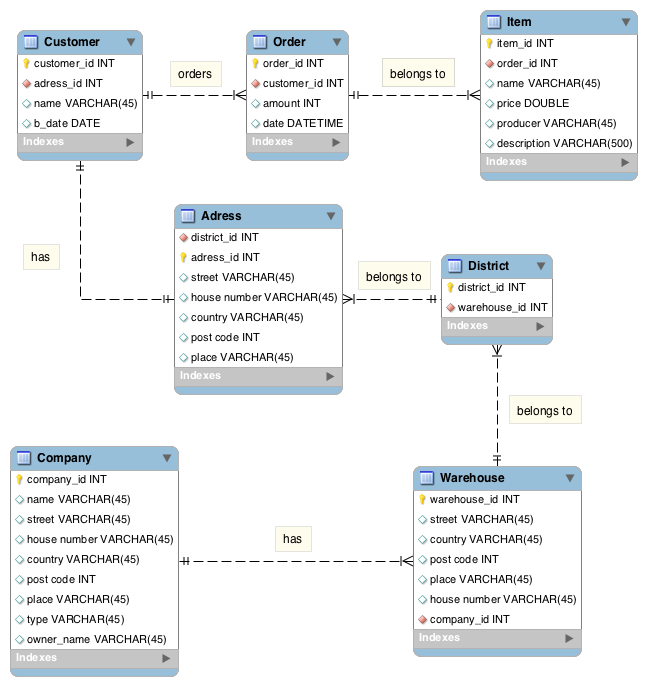 Customer
customer_id INT
adress_id INT
name VARCHAR(45)
b_date DATE
Indexes
orders
Order
order_id INT
customer_id INT
amount INT
date DATETIME
Indexes
belongs to
Item
item_id INT
order_id INT
name VARCHAR(45)
price DOUBLE
producer VARCHAR(45)
description VARCHAR(500)
Indexes
has
Adress
district_id INT
adress_id INT
street VARCHAR(45)
house number VARCHAR(45)
country VARCHAR(45)
post code INT
place VARCHAR(45)
Indexes
belongs to
District
district_id INT
warehouse_id INT
Indexes
belongs to
Company
company_id INT
name VARCHAR(45)
street VARCHAR(45)
house number VARCHAR(45)
country VARCHAR(45)
post code INT
place VARCHAR(45)
type VARCHAR(45)
owner_name VARCHAR(45)
Indexes
has
Warehouse
warehouse_id INT
street VARCHAR(45)
country VARCHAR(45)
post code INT
place VARCHAR(45)
house number VARCHAR(45)
company_id INT
Indexes